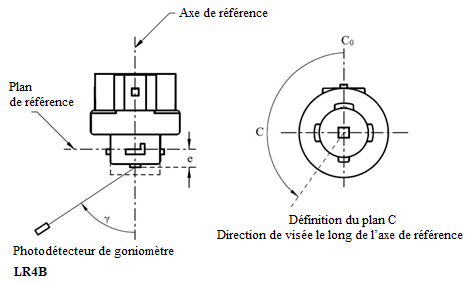 Axe de référence
C₀
Plan
de référence
C
e
γ
Définition du plan C
Direction de visée le long de l'axe de référence
Photodétecteur de goniomètre
LR4B